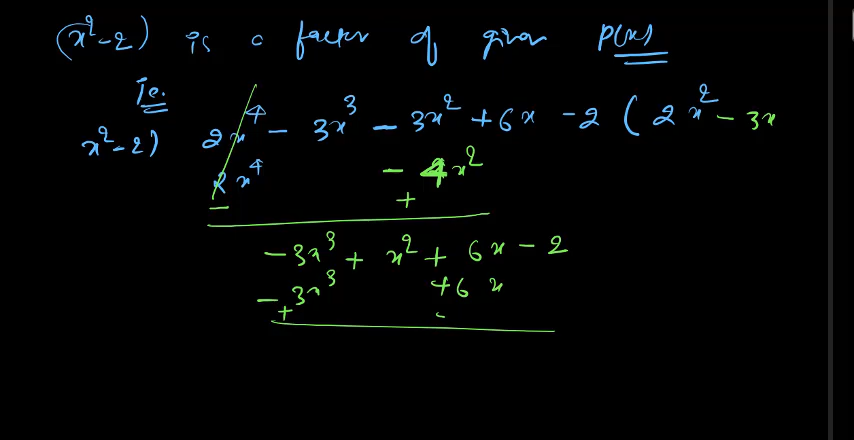 (x²-2) is a factor of given p(x)
Ie.
x²-2) 2x⁴ - 3x³ - 3x² + 6x - 2 ( 2x² - 3x
2x⁴ - 4x²
- +
-3x³ + x² + 6x - 2
-3x³ +6x
+ -